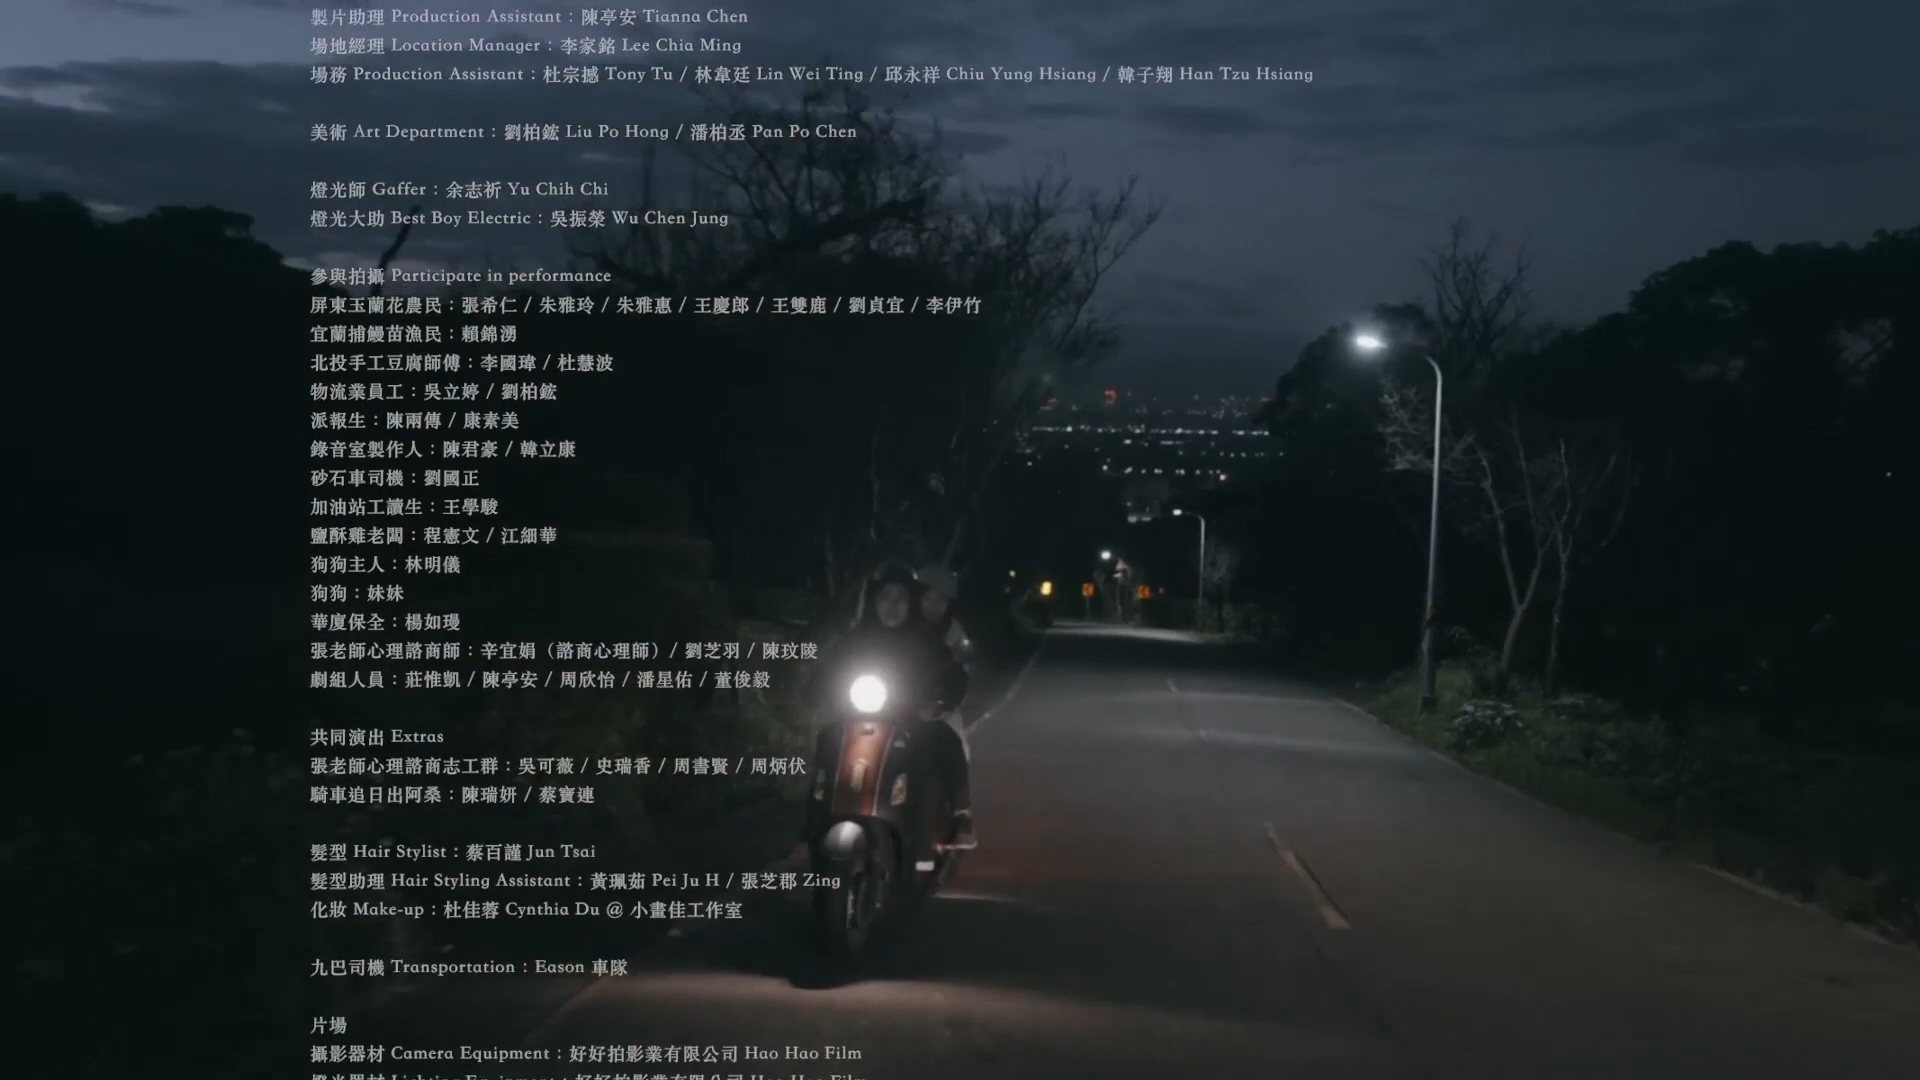 製片助理 Production Assistant：陳亭安 Tianna Chen
場地經理 Location Manager：李家銘 Lee Chia Ming
場務 Production Assistant：杜宗撼 Tony Tu / 林韋廷 Lin Wei Ting / 邱永祥 Chiu Yung Hsiang / 韓子翔 Han Tzu Hsiang
美術 Art Department：劉柏鋐 Liu Po Hong / 潘柏丞 Pan Po Chen
燈光師 Gaffer：余志祈 Yu Chih Chi
燈光大助 Best Boy Electric：吳振榮 Wu Chen Jung
參與拍攝 Participate in performance
屏東玉蘭花農民：張希仁 / 朱雅玲 / 朱雅惠 / 王慶郎 / 王雙鹿 / 劉貞宜 / 李伊竹
宜蘭捕鰻苗漁民：賴錦湧
北投手工豆腐師傅：李國瑋 / 杜慧波
物流業員工：吳立婷 / 劉柏鋐
派報生：陳兩傳 / 康素美
錄音室製作人：陳君豪 / 韓立康
砂石車司機：劉國正
加油站工讀生：王學駿
鹽酥雞老闆：程憲文 / 江細華
狗狗主人：林明儀
狗狗：妹妹
華廈保全：楊如璦
張老師心理諮商師：辛宜娟（諮商心理師）/ 劉芝羽 / 陳玟陵
劇組人員：莊惟凱 / 陳亭安 / 周欣怡 / 潘星佑 / 董俊毅
共同演出 Extras
張老師心理諮商志工群：吳可薇 / 史瑞香 / 周書賢 / 周炳伏
騎車追日出阿桑：陳瑞妍 / 蔡寶連
髮型 Hair Stylist：蔡百謹 Jun Tsai
髮型助理 Hair Styling Assistant：黃珮茹 Pei Ju H / 張芝郡 Zing
化妝 Make-up：杜佳蓉 Cynthia Du @ 小畫佳工作室
九巴司機 Transportation：Eason 車隊
片場
攝影器材 Camera Equipment：好好拍影業有限公司 Hao Hao Film